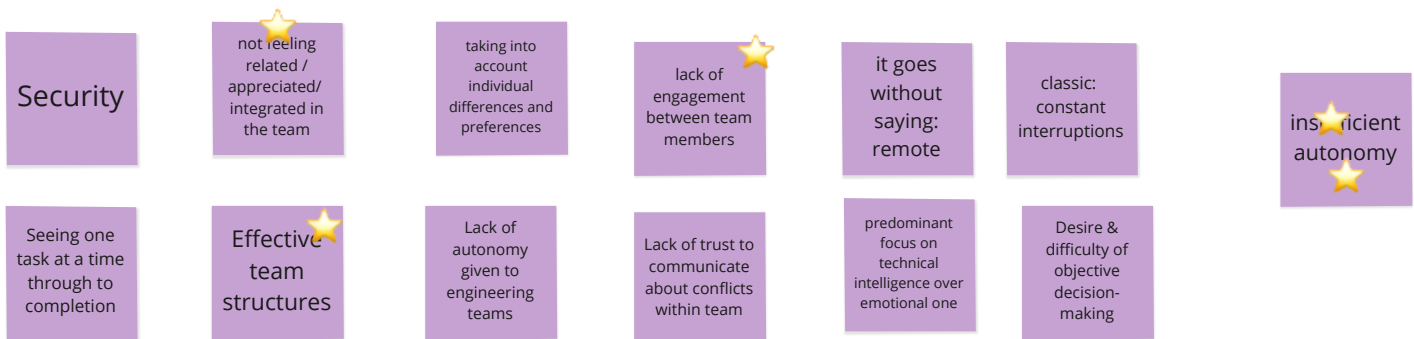 Security
not feeling
related /
appreciated/
integrated in
the team
taking into
account
individual
differences and
preferences
lack of
engagement
between team
members
it goes
without
saying:
remote
classic:
constant
interruptions
insufficient
autonomy
Seeing one
task at a time
through to
completion
Effective
team
structures
Lack of
autonomy
given to
engineering
teams
Lack of trust to
communicate
about conflicts
within team
predominant
focus on
technical
intelligence over
emotional one
Desire &
difficulty of
objective
decision-
making